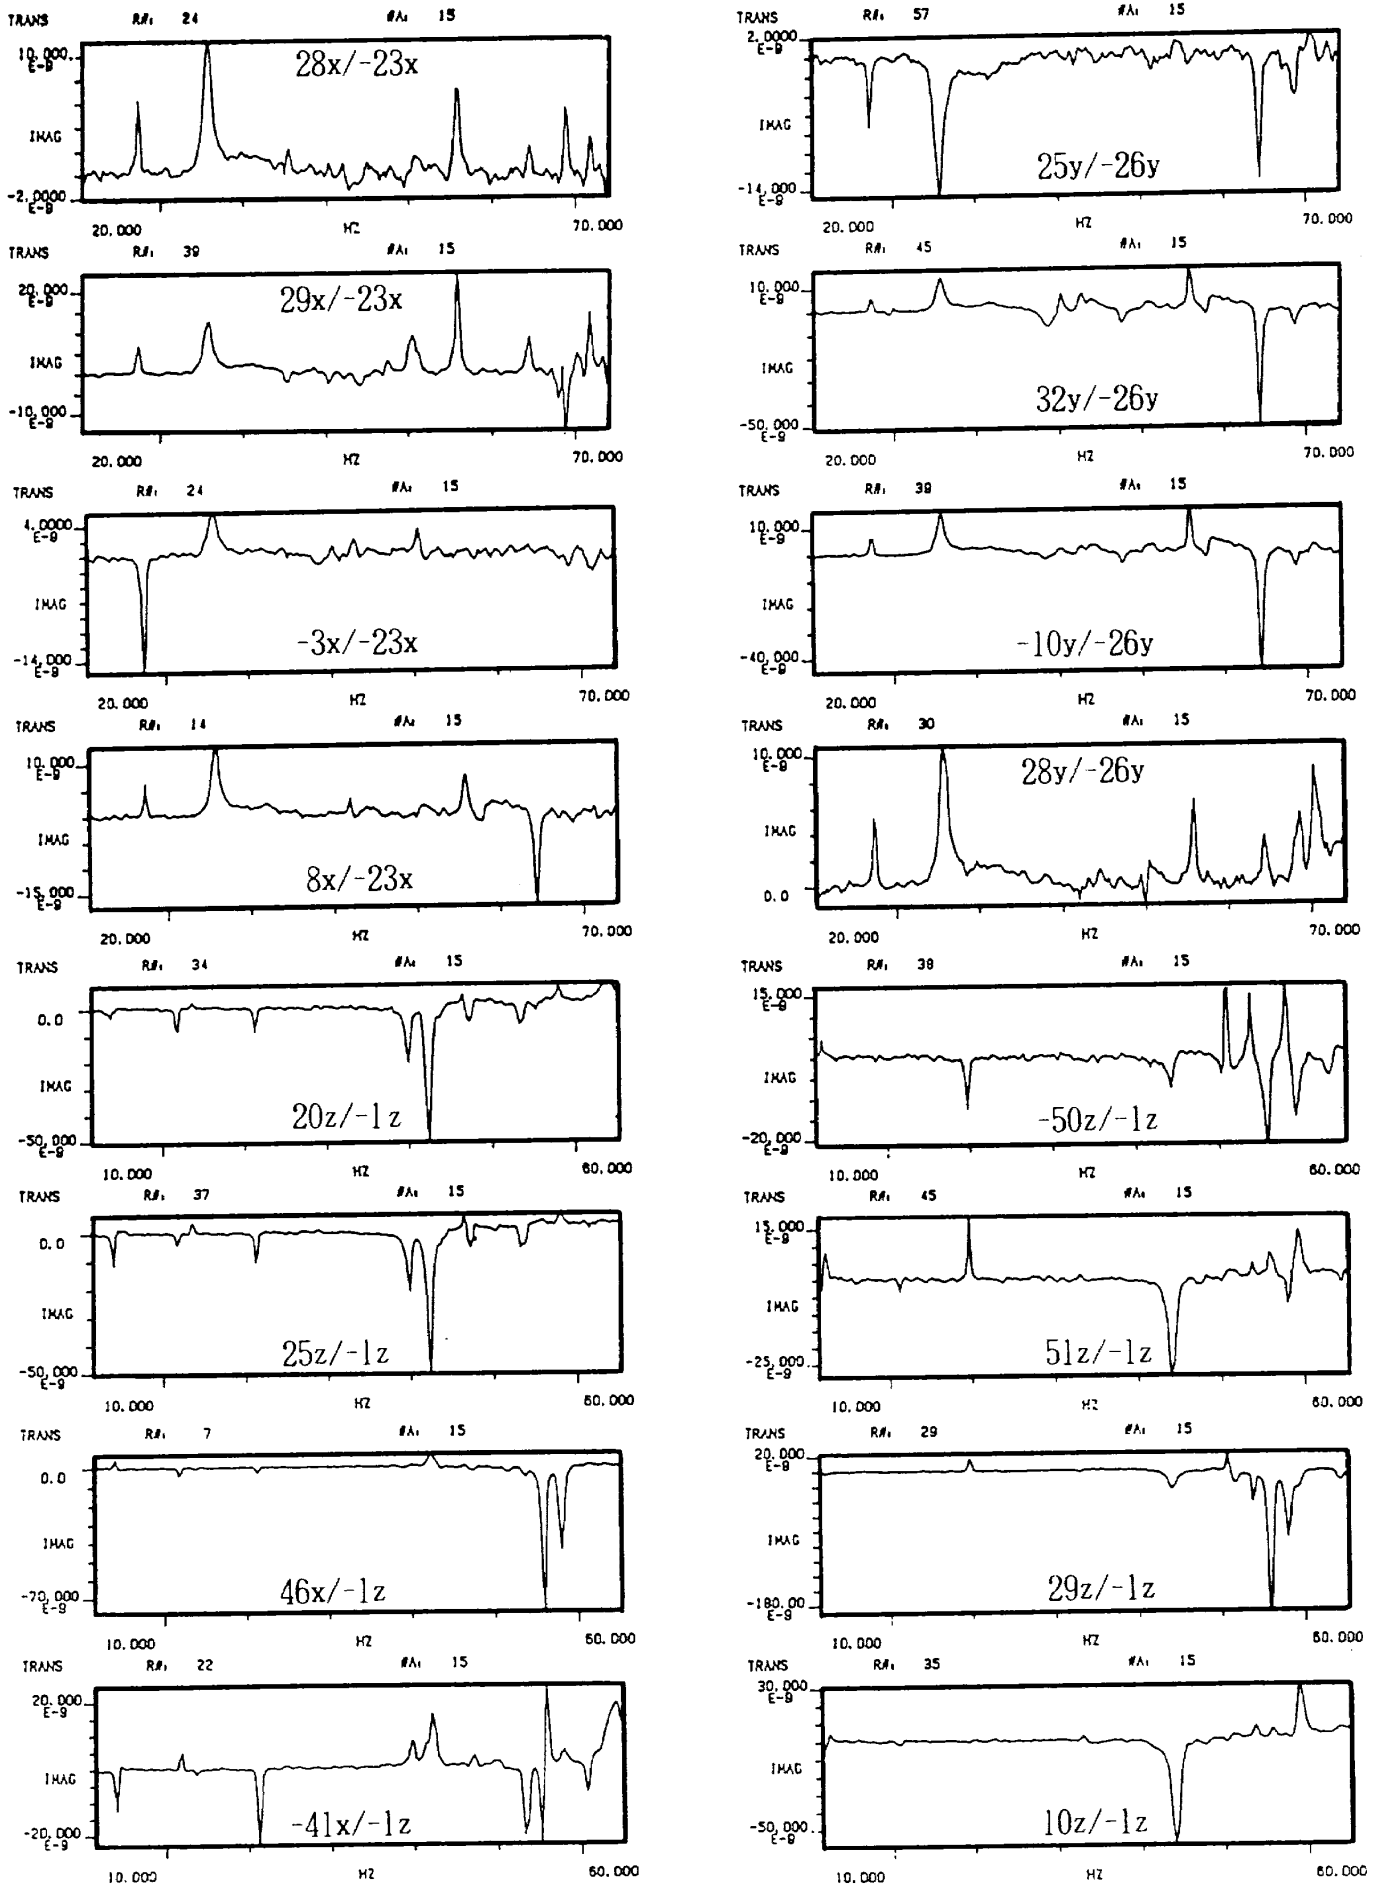 TRANS R#: 24 #A: 15
10.000
E-9
28x/-23x
IMAG
-2.0000
E-9
20.000 HZ 70.000
TRANS R#: 39 #A: 15
20.000
E-9
29x/-23x
IMAG
-10.000
E-9
20.000 HZ 70.000
TRANS R#: 24 #A: 15
4.0000
E-9
IMAG
-3x/-23x
-14.000
E-9
20.000 HZ 70.000
TRANS R#: 14 #A: 15
10.000
E-9
IMAG
8x/-23x
-15.000
E-9
20.000 HZ 70.000
TRANS R#: 34 #A: 15
0.0
IMAG
20z/-1z
-50.000
E-9
10.000 HZ 60.000
TRANS R#: 37 #A: 15
0.0
IMAG
25z/-1z
-50.000
E-9
10.000 HZ 60.000
TRANS R#: 7 #A: 15
0.0
IMAG
46x/-1z
-70.000
E-9
10.000 HZ 60.000
TRANS R#: 22 #A: 15
20.000
E-9
IMAG
-41x/-1z
-20.000
E-9
10.000 HZ 60.000
TRANS R#: 57 #A: 15
2.0000
E-9
IMAG
25y/-26y
-14.000
E-9
20.000 HZ 70.000
TRANS R#: 45 #A: 15
10.000
E-9
IMAG
32y/-26y
-50.000
E-9
20.000 HZ 70.000
TRANS R#: 39 #A: 15
10.000
E-9
IMAG
-10y/-26y
-40.000
E-9
20.000 HZ 70.000
TRANS R#: 30 #A: 15
10.000
E-9
28y/-26y
IMAG
0.0
20.000 HZ 70.000
TRANS R#: 38 #A: 15
15.000
E-9
IMAG
-50z/-1z
-20.000
E-9
10.000 HZ 60.000
TRANS R#: 45 #A: 15
15.000
E-9
IMAG
51z/-1z
-25.000
E-9
10.000 HZ 60.000
TRANS R#: 29 #A: 15
20.000
E-9
IMAG
29z/-1z
-180.00
E-9
10.000 HZ 60.000
TRANS R#: 35 #A: 15
30.000
E-9
IMAG
10z/-1z
-50.000
E-9
10.000 HZ 60.000